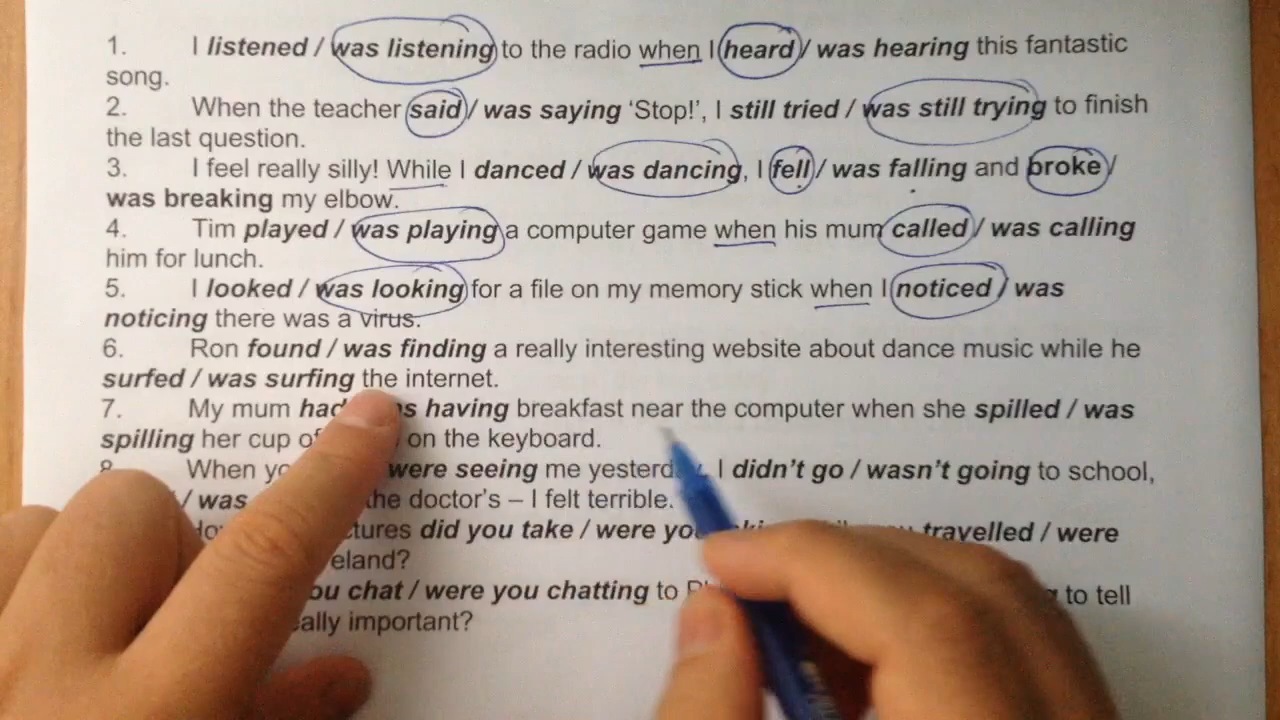 1. I listened / was listening to the radio when I heard / was hearing this fantastic
song.
2. When the teacher said / was saying ‘Stop!’, I still tried / was still trying to finish
the last question.
3. I feel really silly! While I danced / was dancing, I fell / was falling and broke /
was breaking my elbow.
4. Tim played / was playing a computer game when his mum called / was calling
him for lunch.
5. I looked / was looking for a file on my memory stick when I noticed / was
noticing there was a virus.
6. Ron found / was finding a really interesting website about dance music while he
surfed / was surfing the internet.
7. My mum had having breakfast near the computer when she spilled / was
spilling her cup of on the keyboard.
8. When were seeing me yesterday, I didn’t go / wasn’t going to school,
/ was the doctor’s – I felt terrible.
did you take / were you travelled / were
chat / were you chatting to to tell
important?